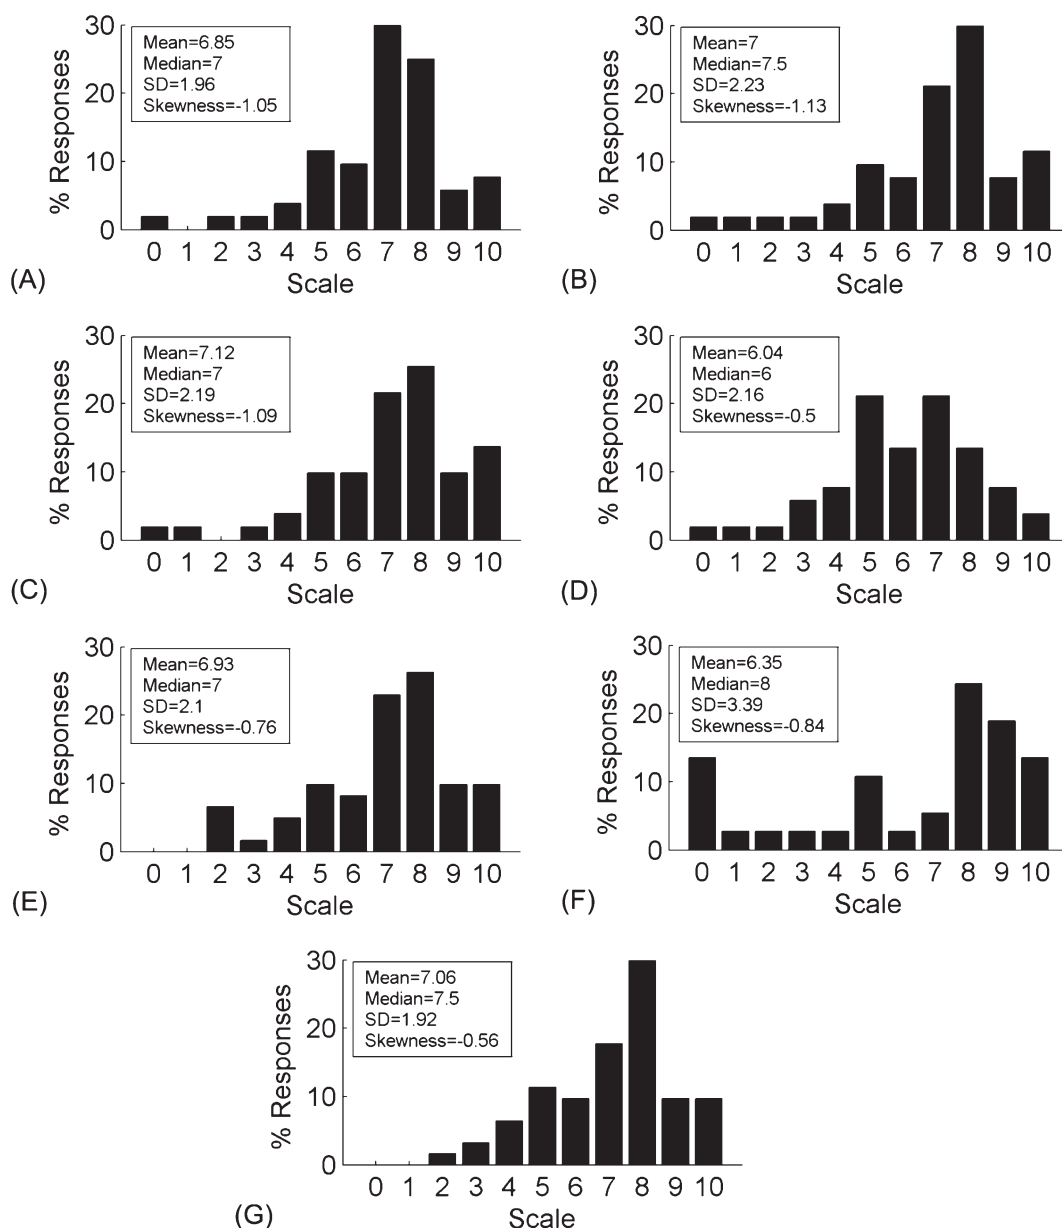 30
20
10
0
% Responses
Mean=6.85
Median=7
SD=1.96
Skewness=-1.05
0 1 2 3 4 5 6 7 8 9 10
Scale
(A)
30
20
10
0
% Responses
Mean=7
Median=7.5
SD=2.23
Skewness=-1.13
0 1 2 3 4 5 6 7 8 9 10
Scale
(B)
30
20
10
0
% Responses
Mean=7.12
Median=7
SD=2.19
Skewness=-1.09
0 1 2 3 4 5 6 7 8 9 10
Scale
(C)
30
20
10
0
% Responses
Mean=6.04
Median=6
SD=2.16
Skewness=-0.5
0 1 2 3 4 5 6 7 8 9 10
Scale
(D)
30
20
10
0
% Responses
Mean=6.93
Median=7
SD=2.1
Skewness=-0.76
0 1 2 3 4 5 6 7 8 9 10
Scale
(E)
30
20
10
0
% Responses
Mean=6.35
Median=8
SD=3.39
Skewness=-0.84
0 1 2 3 4 5 6 7 8 9 10
Scale
(F)
30
20
10
0
% Responses
Mean=7.06
Median=7.5
SD=1.92
Skewness=-0.56
0 1 2 3 4 5 6 7 8 9 10
Scale
(G)